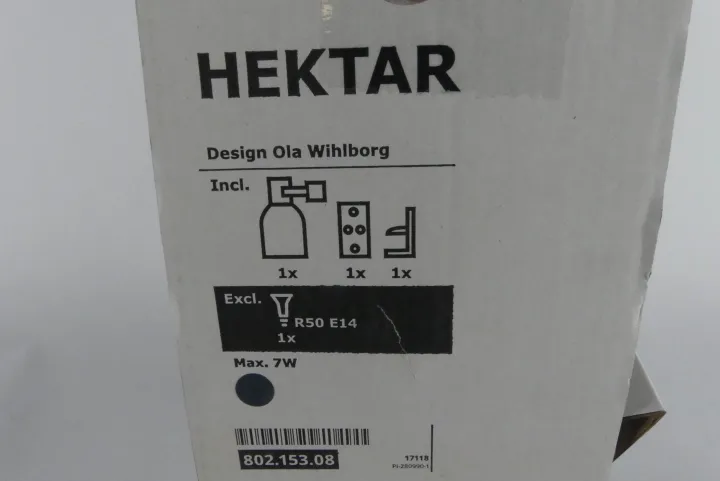 HEKTAR
Design Ola Wihlborg
Incl.
1x 1x 1x
Excl.
R50 E14
1x
Max. 7W
802.153.08
17118